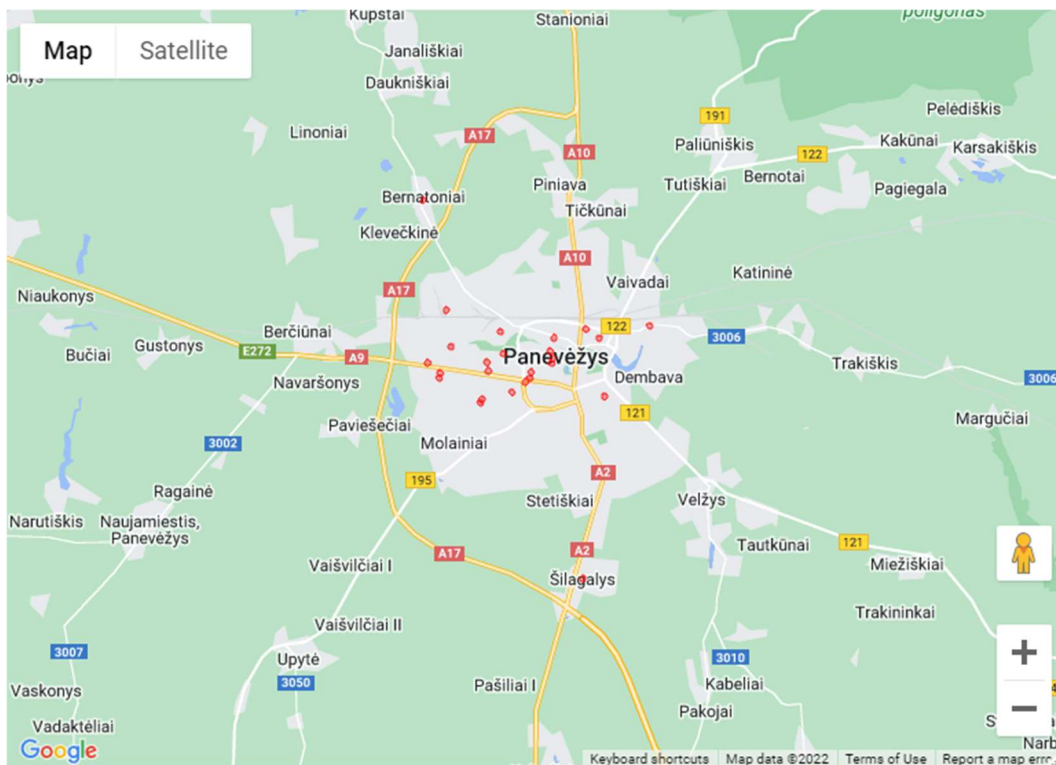 Map Satellite
Kupstai
Stanioniai
poligonas
Janališkiai
Daukniškiai
Linoniai
A17
A10
191
Pelėdiškis
Paliūniškis
122
Kakūnai
Karsakiškis
Piniava
Tutiškiai
Bernotai
Pagiegala
Bernatoniai
Tičkūnai
Klevečkinė
A10
Vaivadai
Katininė
Niaukonys
A17
Berčiūnai
122
3006
Bučiai
Gustonys
E272
A9
Panevėžys
Trakiškis
Navaršonys
Dembava
3006
Paviešečiai
121
Margučiai
3002
Molainiai
195
A2
Ragainė
Stetiškiai
Velžys
Narutiškis
Naujamiestis,
Panevėžys
A17
A2
Tautkūnai
121
Vaišvilčiai I
Šilagalys
Miežiškiai
Vaišvilčiai II
Trakininkai
3007
Upytė
3010
3050
Vaskonys
Pašiliai I
Kabeliai
Pakojai
Vadaktėliai
Google
Keyboard shortcuts Map data ©2022 Terms of Use Report a map error